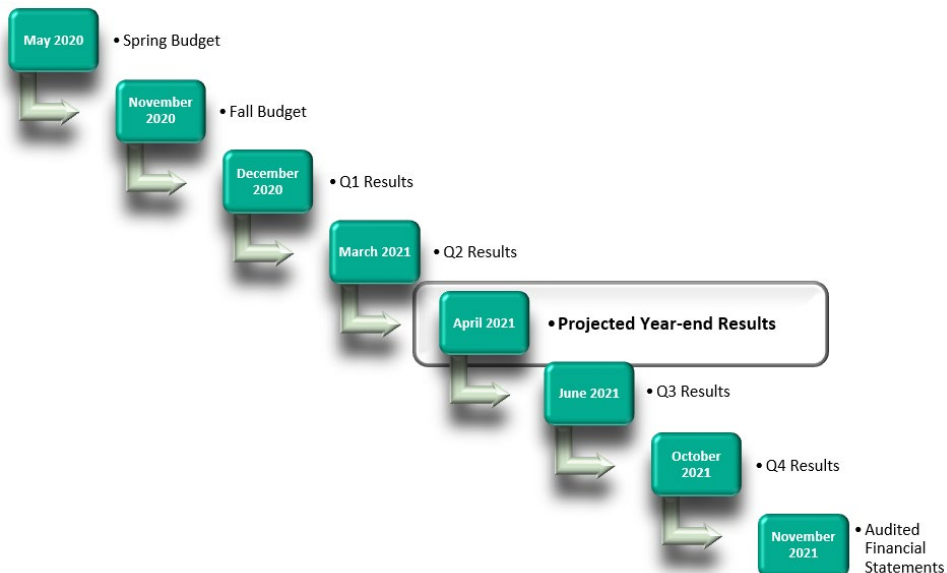 May 2020
• Spring Budget
November
2020
• Fall Budget
December
2020
• Q1 Results
March 2021
• Q2 Results
April 2021
• Projected Year-end Results
June 2021
• Q3 Results
October
2021
• Q4 Results
November
2021
• Audited
Financial
Statements